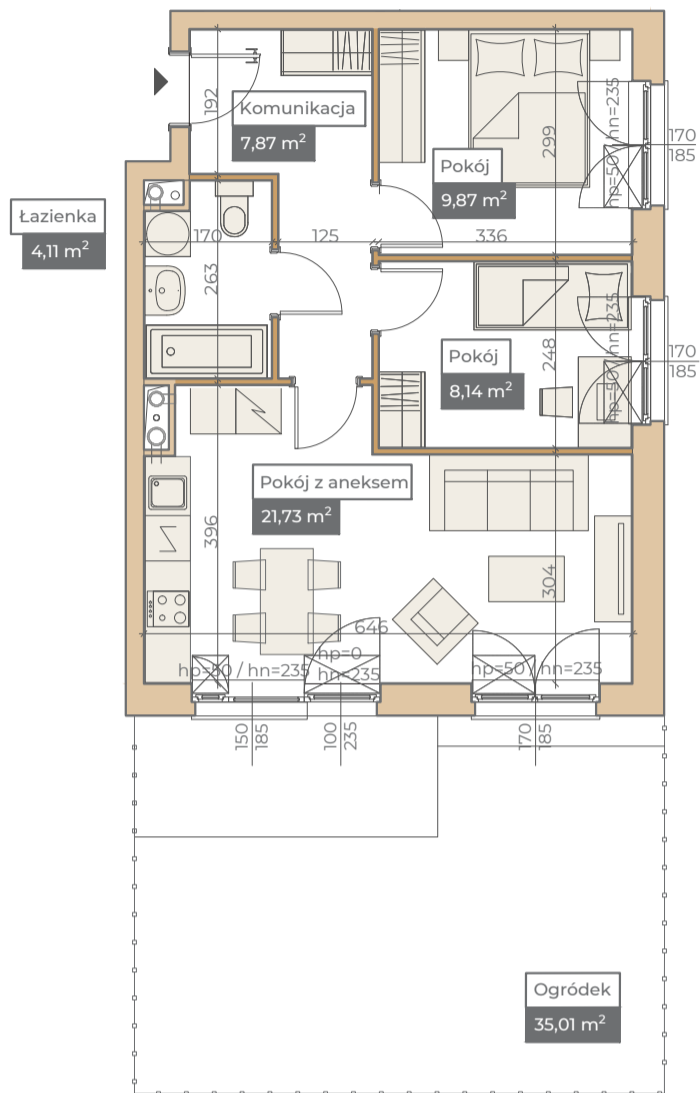 192
Komunikacja
7,87 m²
299
hp=50 / hn=235
170
185
Pokój
9,87 m²
Łazienka
4,11 m²
170
125
336
263
248
hp=50 / hn=235
170
185
Pokój
8,14 m²
Pokój z aneksem
21,73 m²
396
304
646
hp=50 / hn=235
hp=0
hn=235
hp=50 / hn=235
150
185
100
235
170
185
Ogródek
35,01 m²